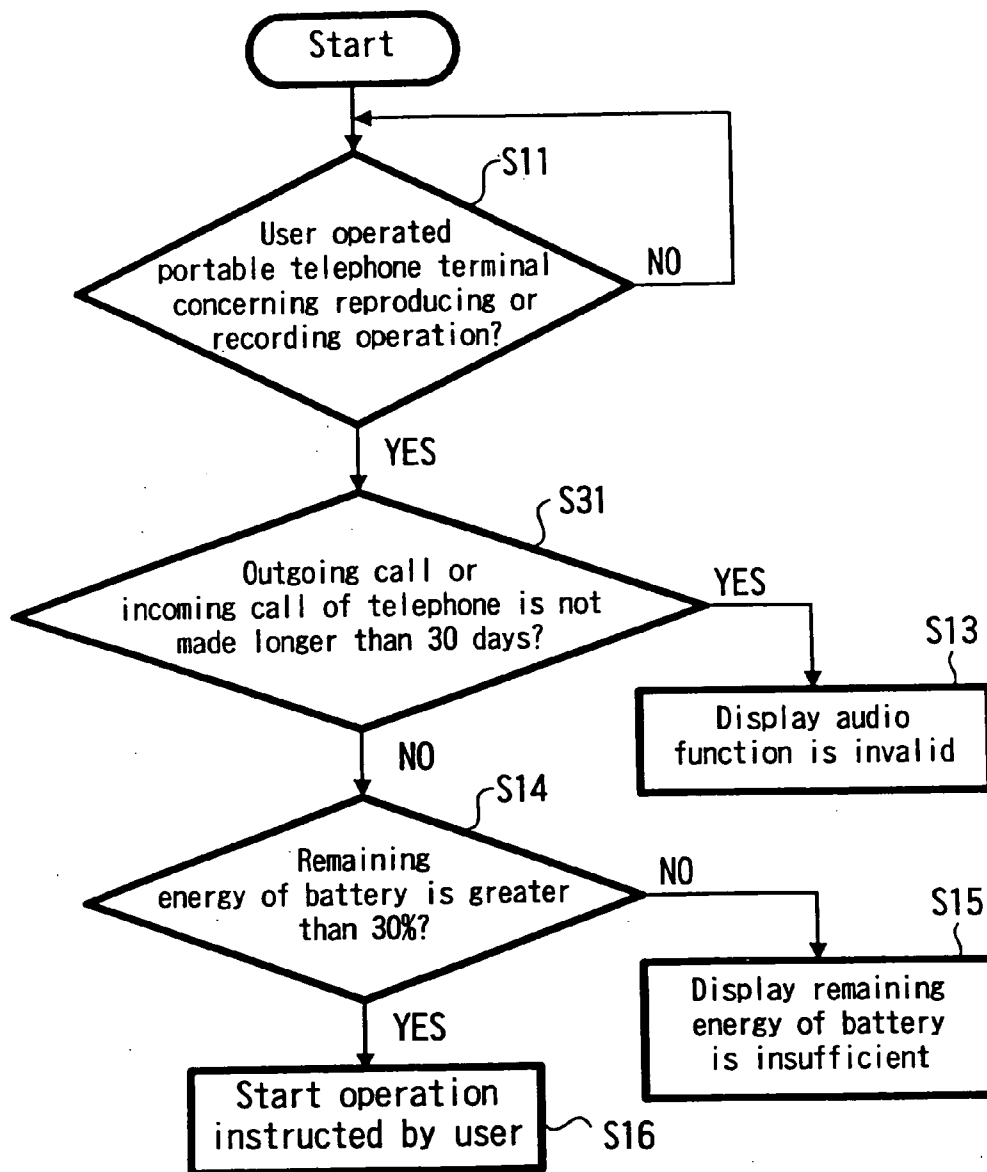 Start
S11
User operated
portable telephone terminal
concerning reproducing or
recording operation?
NO
YES
S31
Outgoing call or
incoming call of telephone is not
made longer than 30 days?
YES
S13
Display audio
function is invalid
NO
S14
Remaining
energy of battery is greater
than 30%?
NO
S15
Display remaining
energy of battery
is insufficient
YES
Start operation
instructed by user
S16